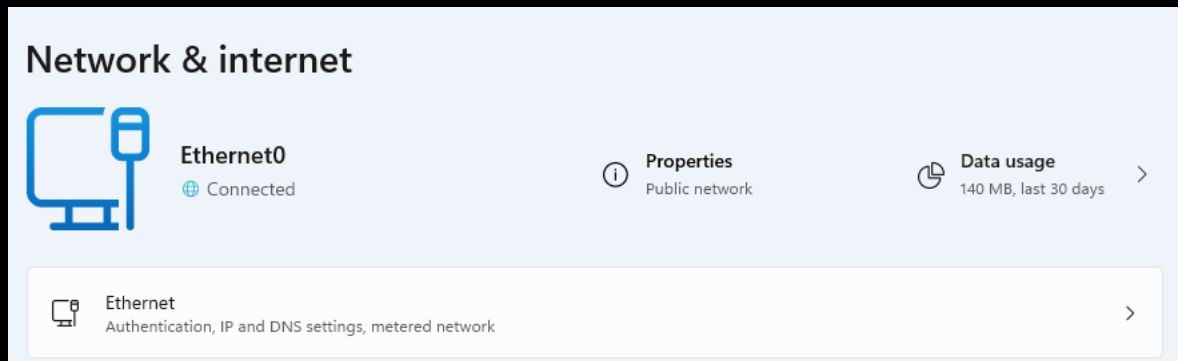 Network & internet
Ethernet0
Connected
Properties
Public network
Data usage
140 MB, last 30 days
Ethernet
Authentication, IP and DNS settings, metered network